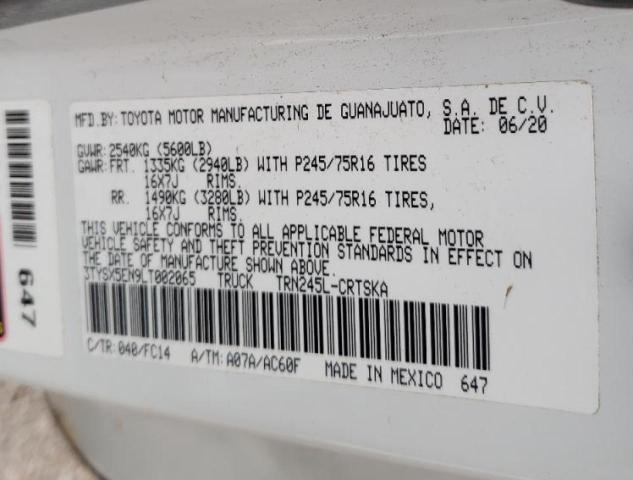 MFD.BY: TOYOTA MOTOR MANUFACTURING DE GUANAJUATO, S.A. DE C.V.
DATE: 06/20
GVWR: 2540KG (5600LB)
GAWR: FRT. 1335KG (2940LB) WITH P245/75R16 TIRES
16X7J RIMS.
RR. 1490KG (3280LB) WITH P245/75R16 TIRES,
16X7J RIMS.
THIS VEHICLE CONFORMS TO ALL APPLICABLE FEDERAL MOTOR
VEHICLE SAFETY AND THEFT PREVENTION STANDARDS IN EFFECT ON
THE DATE OF MANUFACTURE SHOWN ABOVE.
3TYSX5EN9LT002065 TRUCK TRN245L-CRTSKA
C/TR: 040/FC14 A/TM: A07A/AC60F MADE IN MEXICO 647
647